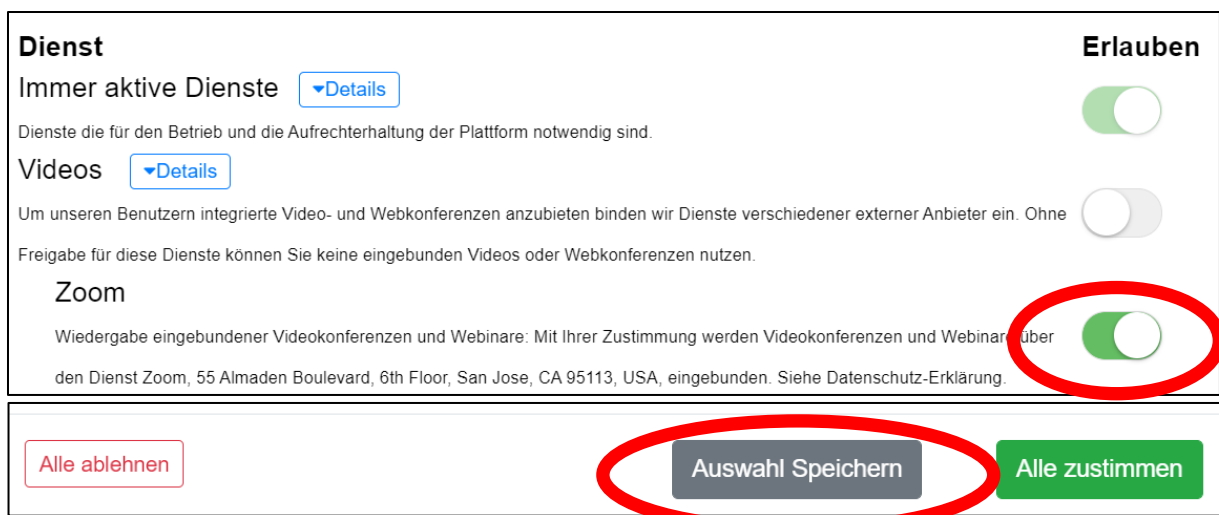 Dienst Erlauben
Immer aktive Dienste Details
Dienste die für den Betrieb und die Aufrechterhaltung der Plattform notwendig sind.
Videos Details
Um unseren Benutzern integrierte Video- und Webkonferenzen anzubieten binden wir Dienste verschiedener externer Anbieter ein. Ohne
Freigabe für diese Dienste können Sie keine eingebunden Videos oder Webkonferenzen nutzen.
Zoom
Wiedergabe eingebundener Videokonferenzen und Webinare: Mit Ihrer Zustimmung werden Videokonferenzen und Webinare über
den Dienst Zoom, 55 Almaden Boulevard, 6th Floor, San Jose, CA 95113, USA, eingebunden. Siehe Datenschutz-Erklärung.
Alle ablehnen Auswahl Speichern Alle zustimmen